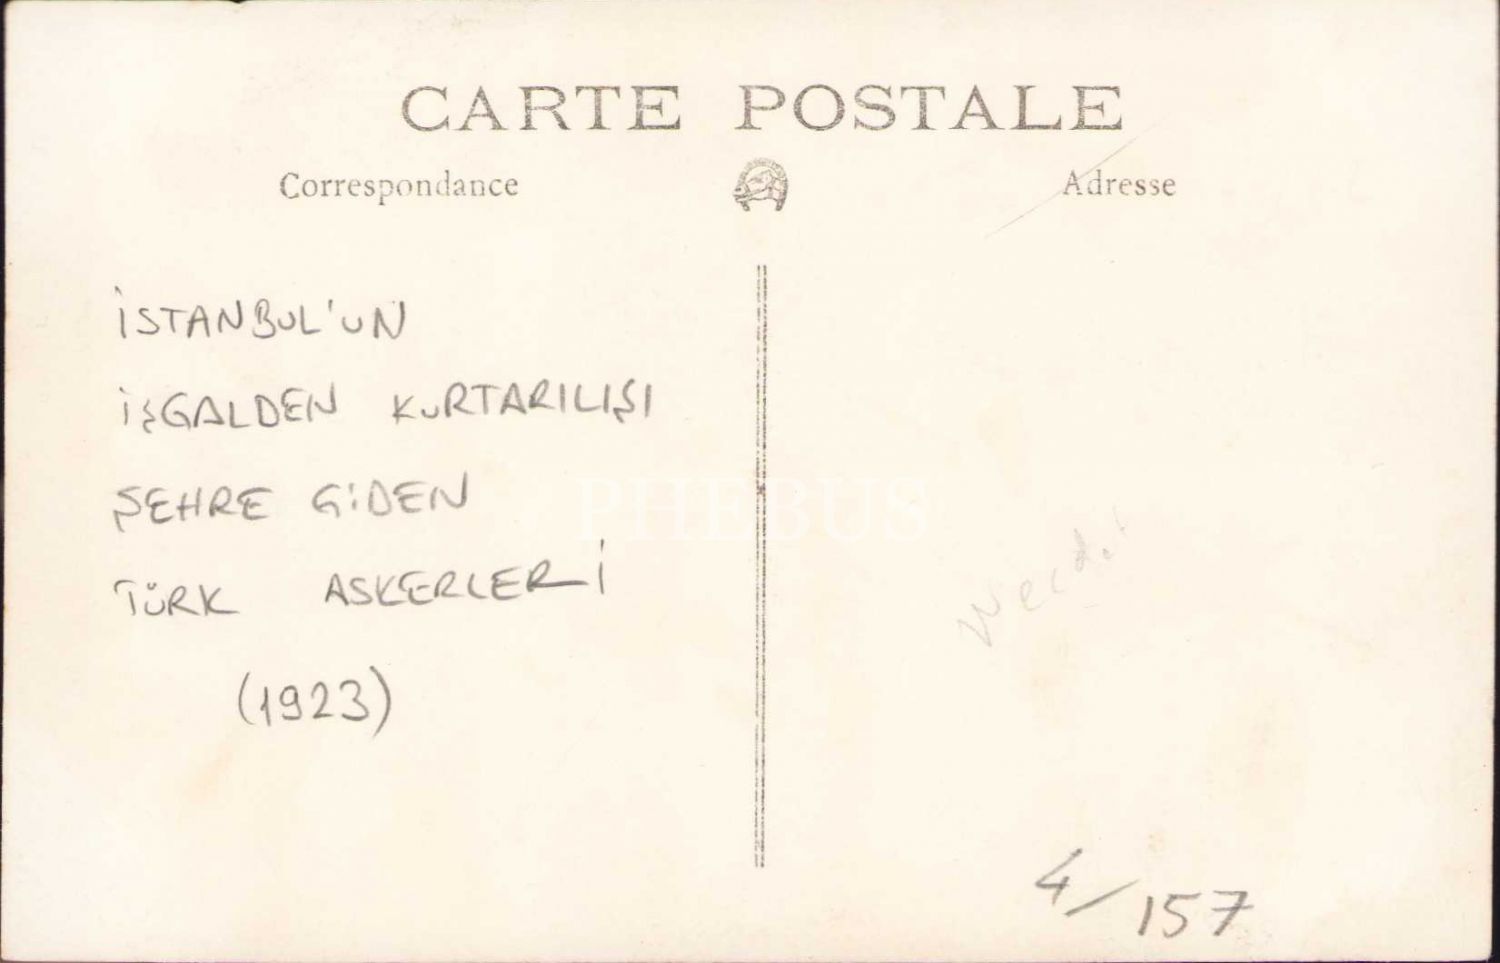 CARTE POSTALE
Correspondance
Adresse
İSTANBUL'UN
İŞGALDEN KURTARILIŞI
ŞEHRE GİDEN
TÜRK ASKERLERİ
(1923)
PHEBUS
4/157